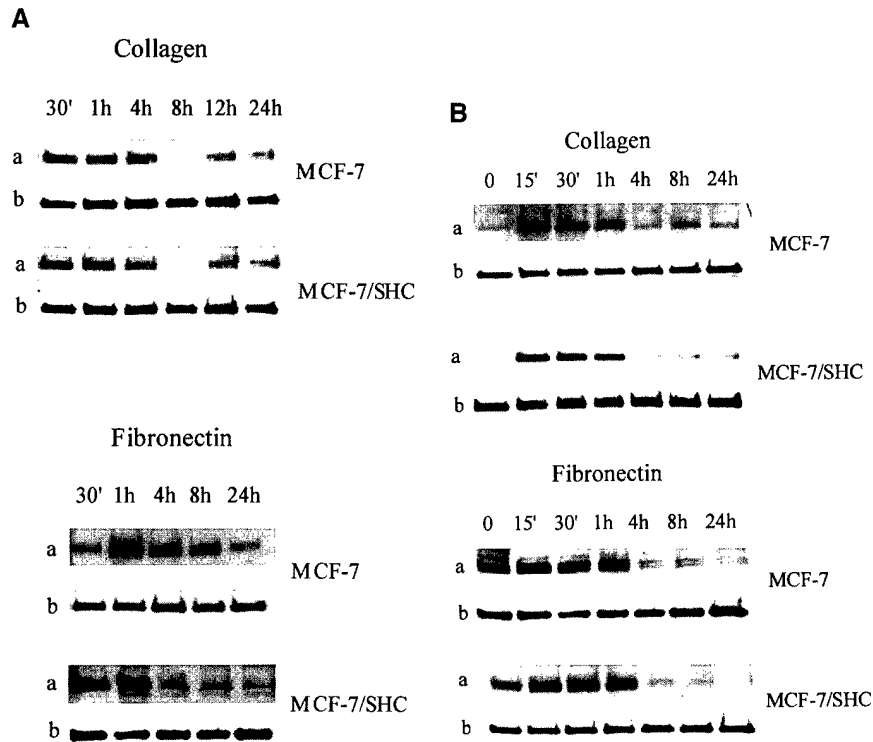 A
Collagen
30' 1h 4h 8h 12h 24h
a
MCF-7
b
a
MCF-7/SHC
b
Fibronectin
30' 1h 4h 8h 24h
a
MCF-7
b
a
MCF-7/SHC
b
B
Collagen
0 15' 30' 1h 4h 8h 24h
a
MCF-7
b
a
MCF-7/SHC
b
Fibronectin
0 15' 30' 1h 4h 8h 24h
a
MCF-7
b
a
MCF-7/SHC
b